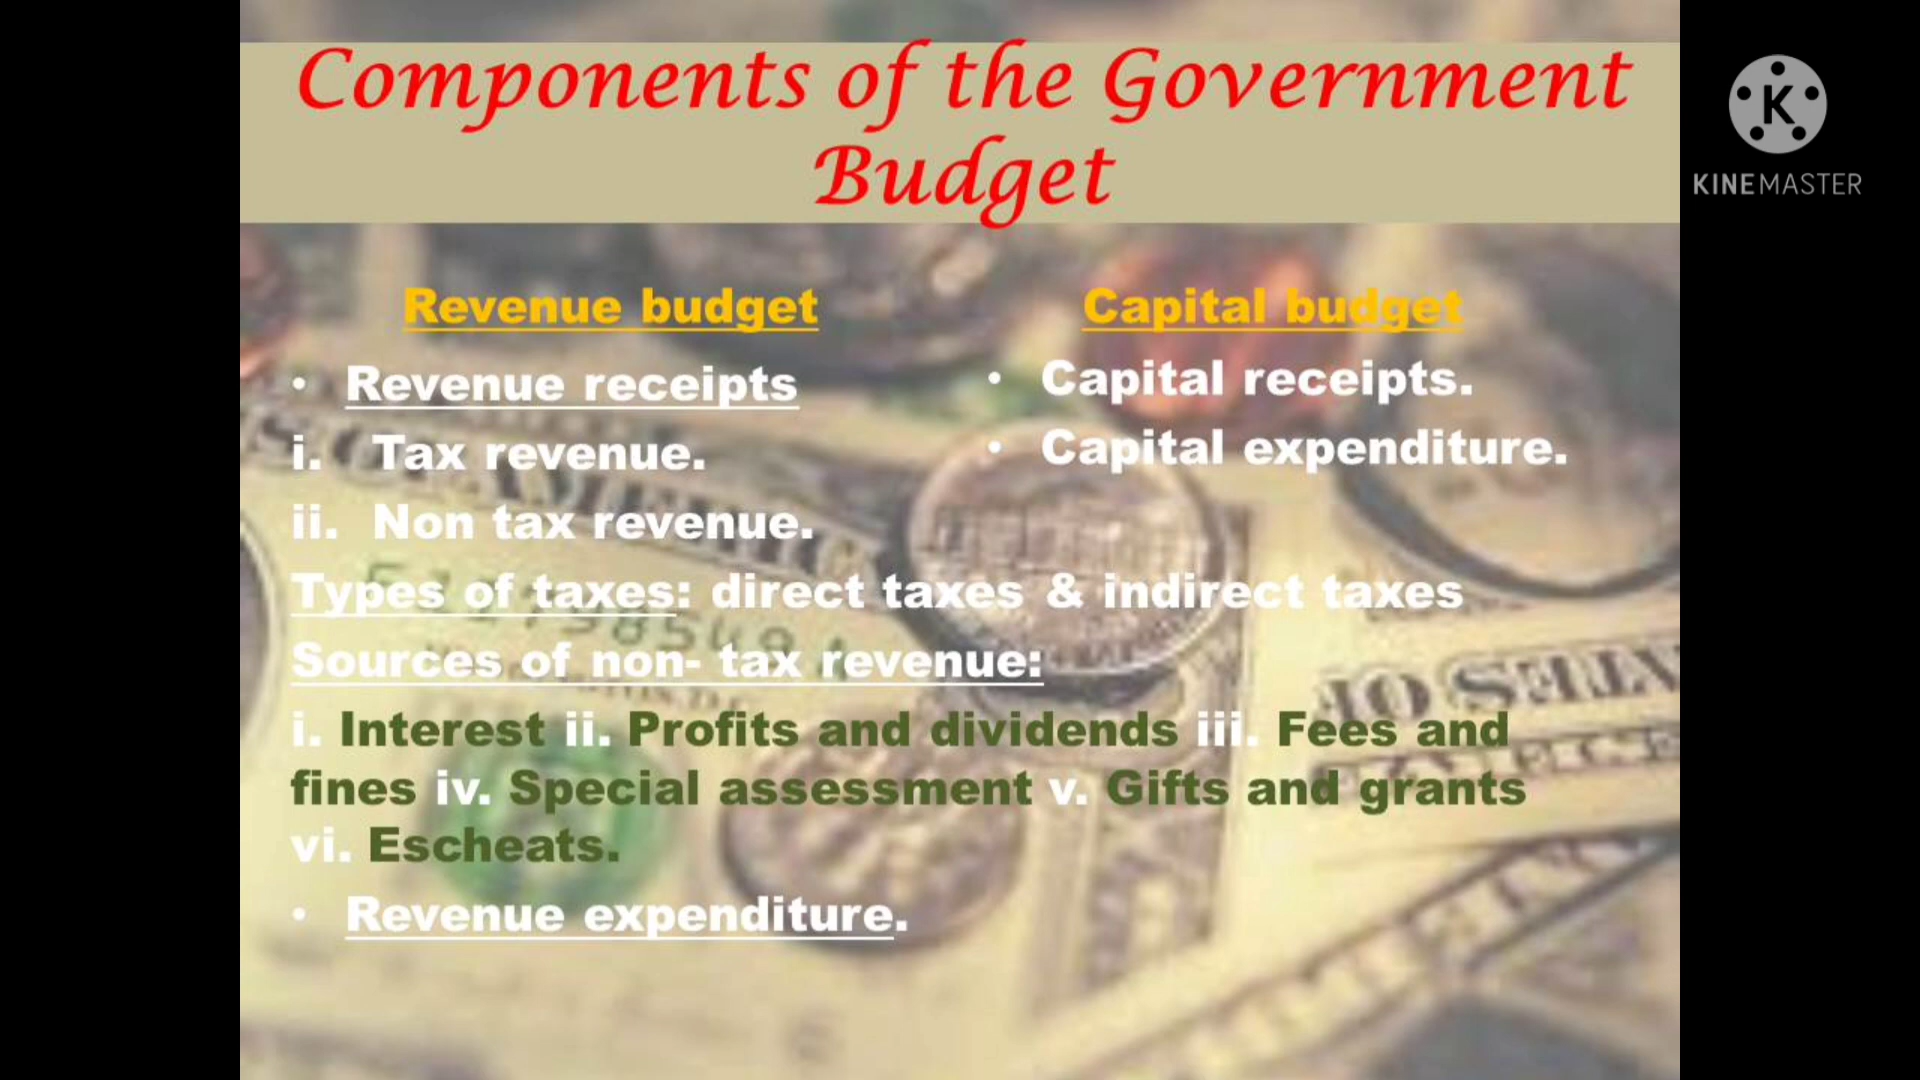 Components of the Government
Budget
KINEMASTER
Revenue budget
• Revenue receipts
i. Tax revenue.
ii. Non tax revenue.
Capital budget
• Capital receipts.
• Capital expenditure.
Types of taxes: direct taxes & indirect taxes
Sources of non- tax revenue:
i. Interest ii. Profits and dividends iii. Fees and
fines iv. Special assessment v. Gifts and grants
vi. Escheats.
• Revenue expenditure.